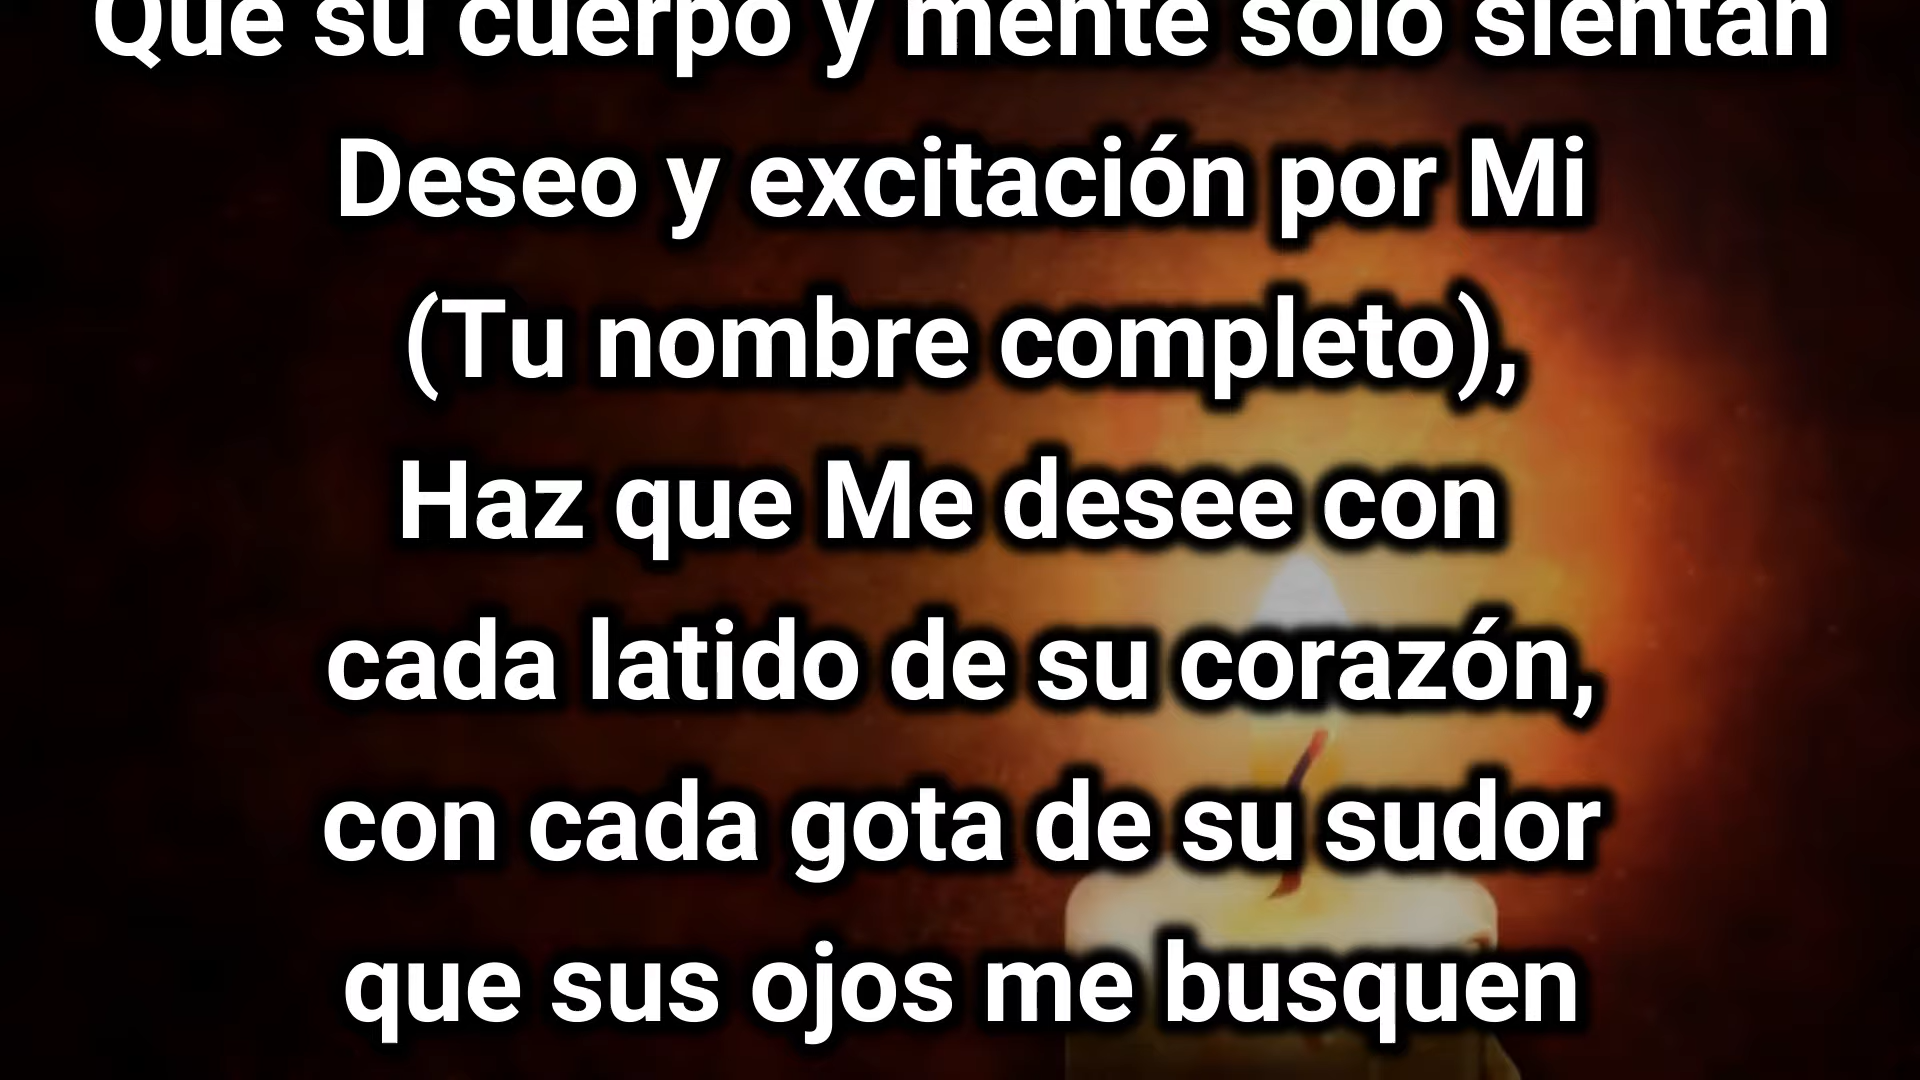 Que su cuerpo y mente solo sientan
Deseo y excitación por Mi
(Tu nombre completo),
Haz que Me desee con
cada latido de su corazón,
con cada gota de su sudor
que sus ojos me busquen